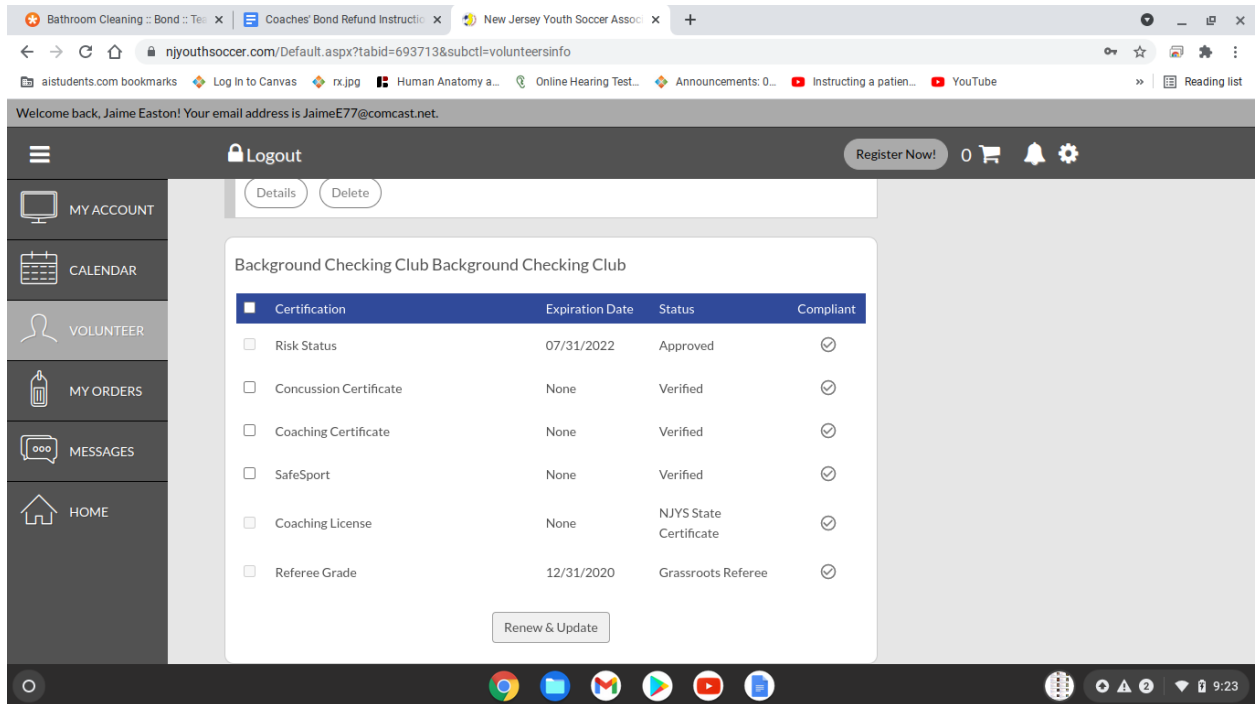 Bathroom Cleaning :: Bond :: Tea
Coaches' Bond Refund Instructio
New Jersey Youth Soccer Assoc
njyouthsoccer.com/Default.aspx?tabid=693713&subctl=volunteersinfo
aistudents.com bookmarks Log In to Canvas rx.jpg Human Anatomy a... Online Hearing Test... Announcements: 0... Instructing a patien... YouTube » Reading list
Welcome back, Jaime Easton! Your email address is JaimeE77@comcast.net.
Logout Register Now! 0
MY ACCOUNT
CALENDAR
VOLUNTEER
MY ORDERS
MESSAGES
HOME
Details Delete
Background Checking Club Background Checking Club
Certification Expiration Date Status Compliant
Risk Status 07/31/2022 Approved
Concussion Certificate None Verified
Coaching Certificate None Verified
SafeSport None Verified
Coaching License None NJYS State
Certificate
Referee Grade 12/31/2020 Grassroots Referee
Renew & Update
2 9:23